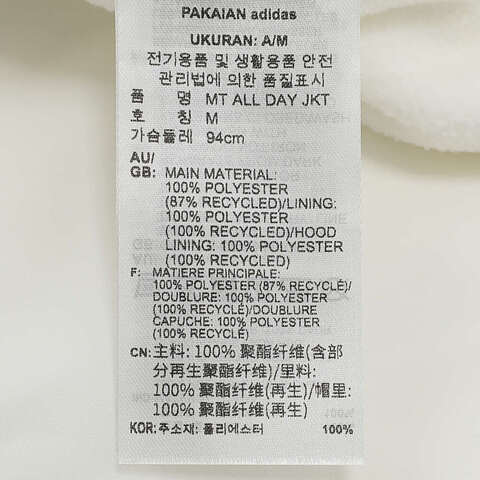 PAKAIAN adidas
UKURAN: A/M
전기용품 및 생활용품 안전
관리법에 의한 품질표시
품 명 MT ALL DAY JKT
호 칭 M
가슴둘레 94cm
AU/
GB: MAIN MATERIAL:
100% POLYESTER
(87% RECYCLED)/LINING:
100% POLYESTER
(100% RECYCLED)/HOOD
LINING: 100% POLYESTER
(100% RECYCLED)
F: MATIERE PRINCIPALE:
100% POLYESTER (87% RECYCLÉ)/
DOUBLURE: 100% POLYESTER
(100% RECYCLÉ)/DOUBLURE
CAPUCHE: 100% POLYESTER
(100% RECYCLÉ)
CN: 主料: 100% 聚酯纤维(含部
分再生聚酯纤维)/里料:
100% 聚酯纤维(再生)/帽里:
100% 聚酯纤维(再生)
KOR: 주소재: 폴리에스터 100%